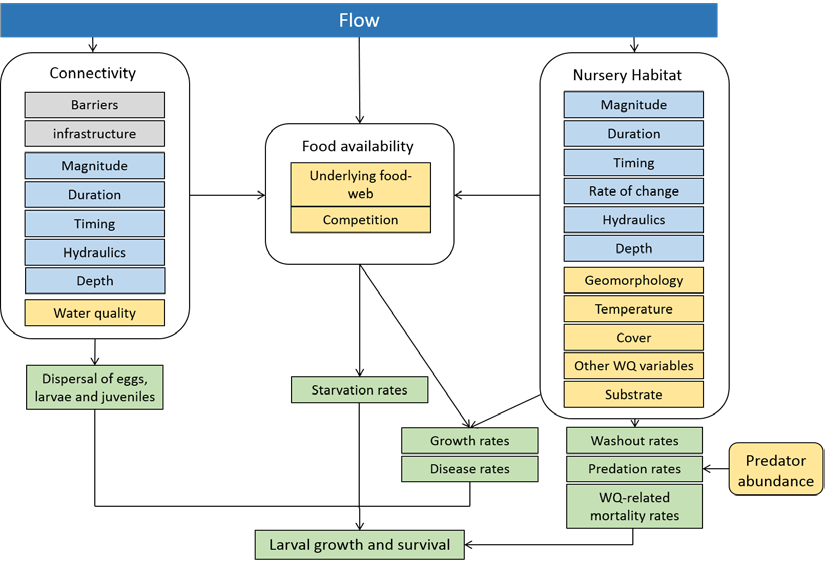 Flow
Connectivity
Barriers
infrastructure
Magnitude
Duration
Timing
Hydraulics
Depth
Water quality
Dispersal of eggs,
larvae and juveniles
Food availability
Underlying food-
web
Competition
Starvation rates
Growth rates
Disease rates
Nursery Habitat
Magnitude
Duration
Timing
Rate of change
Hydraulics
Depth
Geomorphology
Temperature
Cover
Other WQ variables
Substrate
Washout rates
Predation rates
WQ-related
mortality rates
Predator
abundance
Larval growth and survival